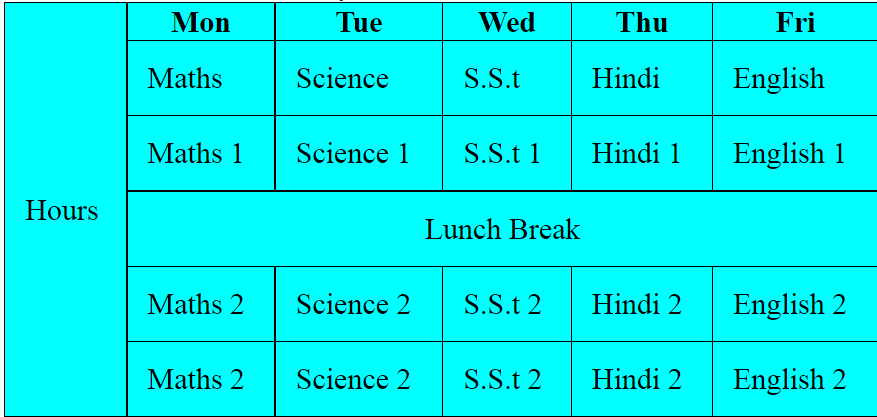 Mon Tue Wed Thu Fri
Maths Science S.S.t Hindi English
Maths 1 Science 1 S.S.t 1 Hindi 1 English 1
Hours
Lunch Break
Maths 2 Science 2 S.S.t 2 Hindi 2 English 2
Maths 2 Science 2 S.S.t 2 Hindi 2 English 2